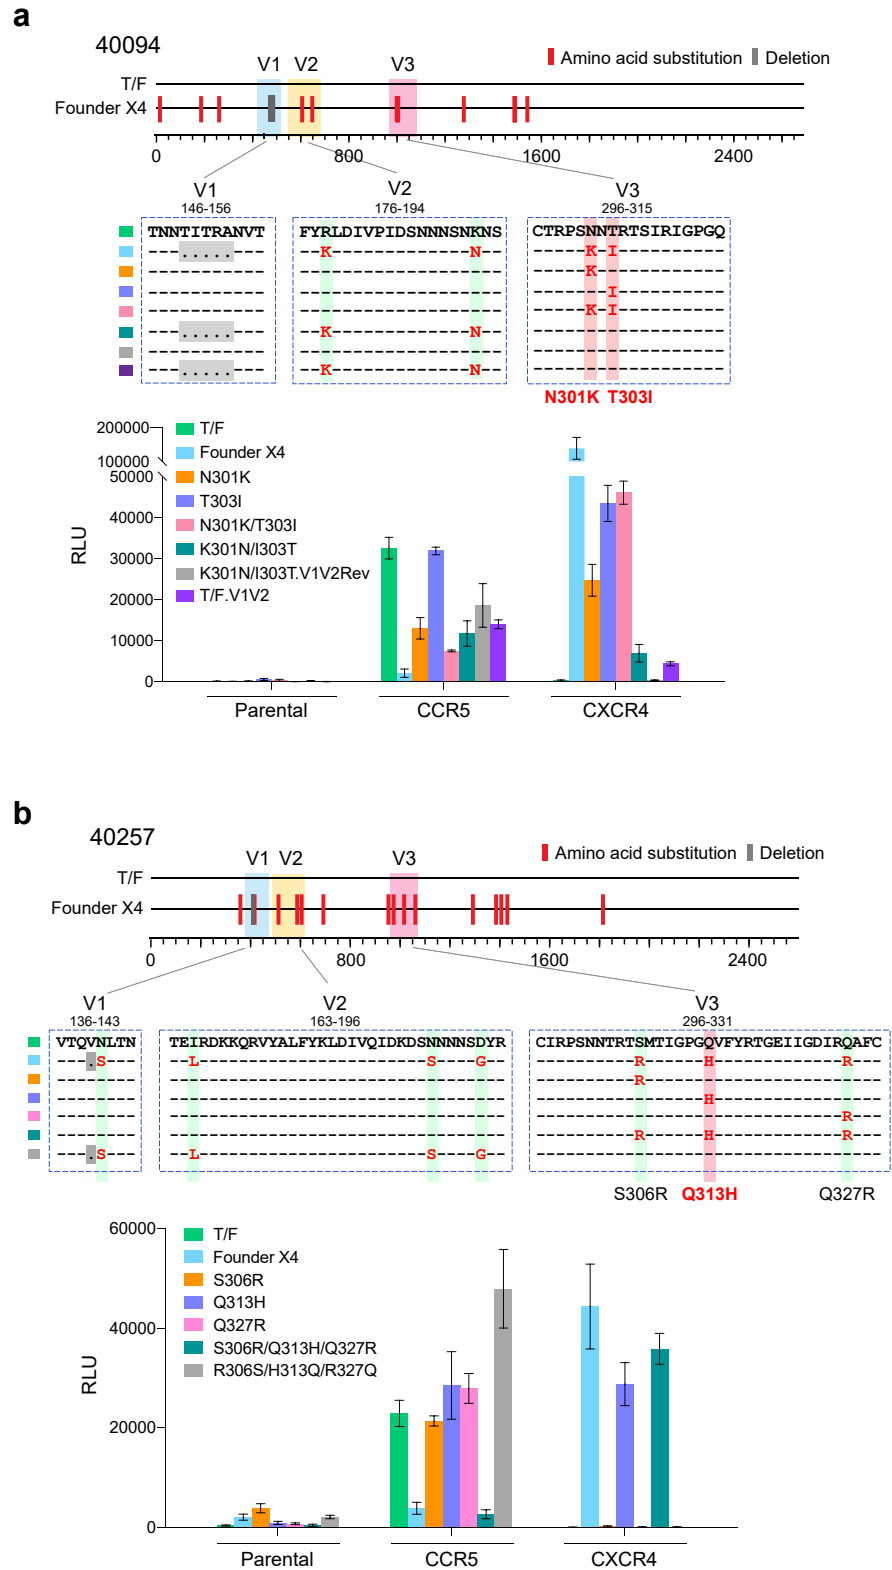 a
40094
Amino acid substitution
Deletion
V1 V2 V3
T/F
Founder X4
0 800 1600 2400
V1 V2 V3
146-156 176-194 296-315
TNNTITRANVT FYRLDIVPIDSNNNSNKNS CTRPSNNTRTSIRIGPGQ
---.....--- --K-------------N-- -----K-I----------
----------- ------------------- -----K------------
----------- ------------------- -------I----------
----------- ------------------- -----K-I----------
---.....--- --K-------------N-- ------------------
----------- ------------------- ------------------
---.....--- --K-------------N-- ------------------
N301K T303I
200000
100000
50000
40000
30000
20000
10000
0
RLU
T/F
Founder X4
N301K
T303I
N301K/T303I
K301N/I303T
K301N/I303T.V1V2Rev
T/F.V1V2
Parental CCR5 CXCR4
b
40257
Amino acid substitution
Deletion
V1 V2 V3
T/F
Founder X4
0 800 1600 2400
V1 V2 V3
136-143 163-196 296-331
VTQVNLTN TEIRDKKQRVYALFYKLDIVQIDKDSNNNNSDYR CIRPSNNTRTSMTIGPGQVFYRTGEIIGDIRQAFC
---.S--- --L-----------------------S----G-- ----------R------H-------------R---
-------- ---------------------------------- ----------R------------------------
-------- ---------------------------------- -----------------H-----------------
-------- ---------------------------------- -------------------------------R---
-------- ---------------------------------- ----------R------H-------------R---
---.S--- --L-----------------------S----G-- -----------------------------------
S306R Q313H Q327R
60000
40000
20000
0
RLU
T/F
Founder X4
S306R
Q313H
Q327R
S306R/Q313H/Q327R
R306S/H313Q/R327Q
Parental CCR5 CXCR4